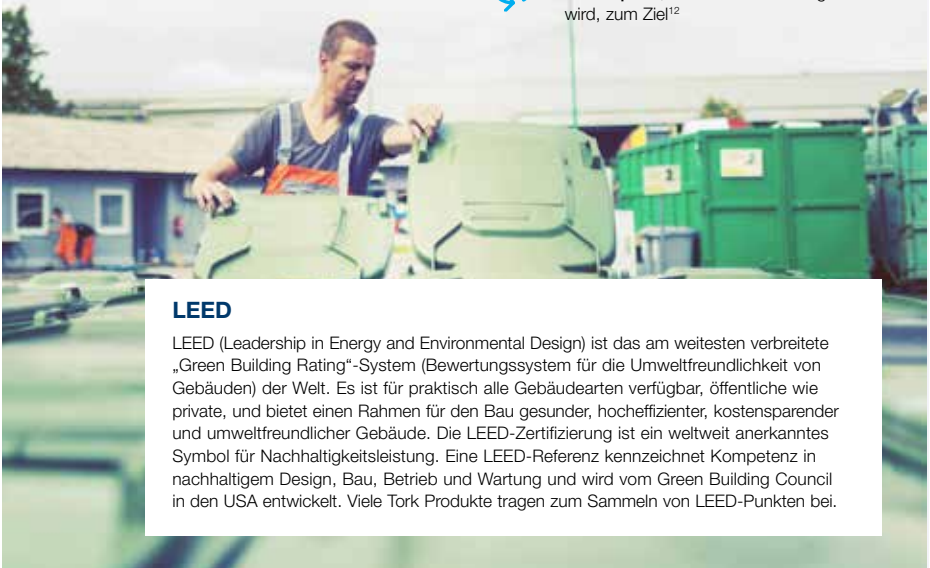 wird, zum Ziel¹²
LEED
LEED (Leadership in Energy and Environmental Design) ist das am weitesten verbreitete
„Green Building Rating“-System (Bewertungssystem für die Umweltfreundlichkeit von
Gebäuden) der Welt. Es ist für praktisch alle Gebäudearten verfügbar, öffentliche wie
private, und bietet einen Rahmen für den Bau gesunder, hocheffizienter, kostensparender
und umweltfreundlicher Gebäude. Die LEED-Zertifizierung ist ein weltweit anerkanntes
Symbol für Nachhaltigkeitsleistung. Eine LEED-Referenz kennzeichnet Kompetenz in
nachhaltigem Design, Bau, Betrieb und Wartung und wird vom Green Building Council
in den USA entwickelt. Viele Tork Produkte tragen zum Sammeln von LEED-Punkten bei.